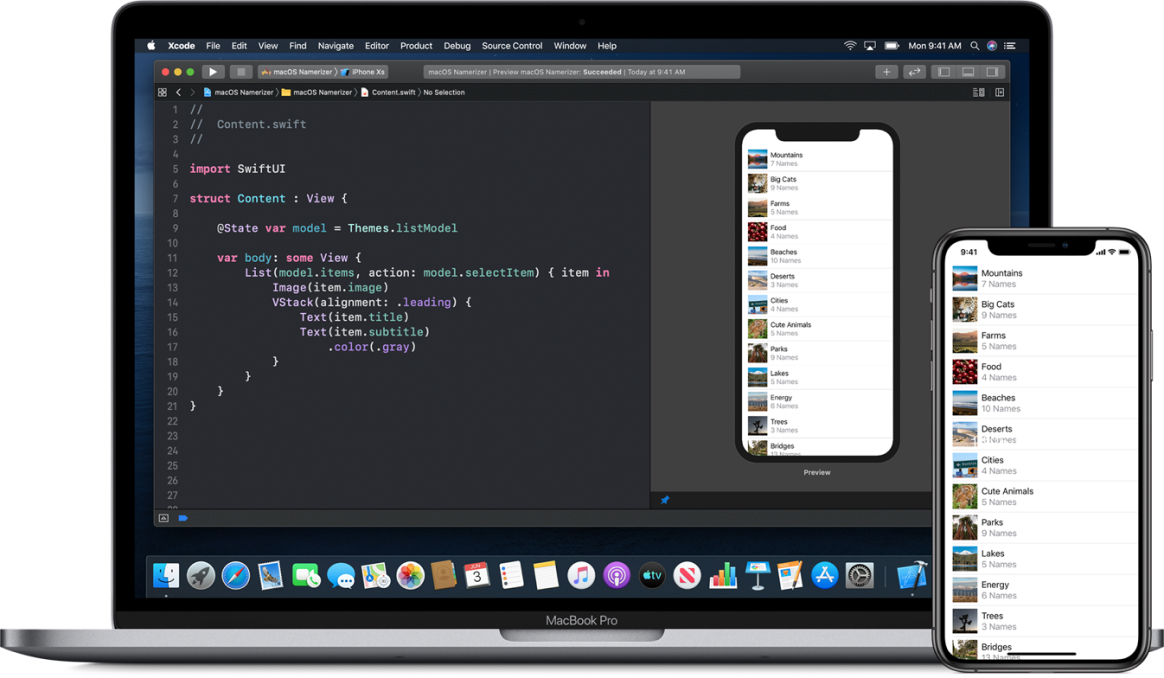 Xcode File Edit View Find Navigate Editor Product Debug Source Control Window Help Mon 9:41 AM
macOS Namerizer 〉 iPhone Xs macOS Namerizer | Preview macOS Namerizer: Succeeded | Today at 9:41 AM
macOS Namerizer 〉 macOS Namerizer 〉 Content.swift 〉 No Selection
1 //
2 //  Content.swift
3 //
4
5 import SwiftUI
6
7 struct Content : View {
8
9     @State var model = Themes.listModel
10
11     var body: some View {
12         List(model.items, action: model.selectItem) { item in
13             Image(item.image)
14             VStack(alignment: .leading) {
15                 Text(item.title)
16                 Text(item.subtitle)
17                     .color(.gray)
18             }
19         }
20     }
21 }
22
23
24
25
26
27
28
Mountains
7 Names
Big Cats
9 Names
Farms
5 Names
Food
4 Names
Beaches
10 Names
Deserts
3 Names
Cities
4 Names
Cute Animals
5 Names
Parks
9 Names
Lakes
5 Names
Energy
6 Names
Trees
3 Names
Bridges
13 Names
Preview
JUN
3
tv
MacBook Pro
9:41
Mountains
7 Names
Big Cats
9 Names
Farms
5 Names
Food
4 Names
Beaches
10 Names
Deserts
3 Names
Cities
4 Names
Cute Animals
5 Names
Parks
9 Names
Lakes
5 Names
Energy
6 Names
Trees
3 Names
Bridges
13 Names